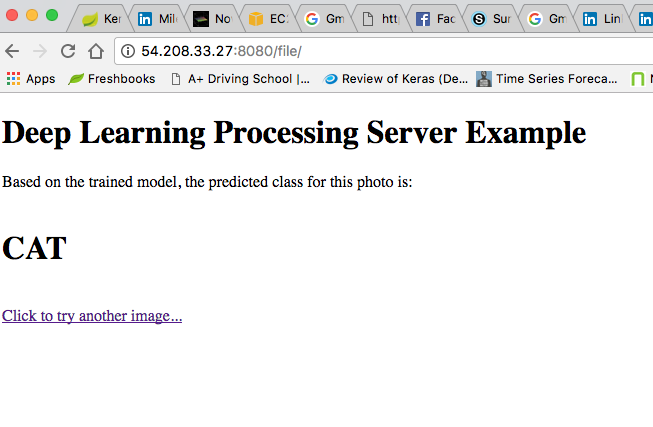 Ker
Mil
No
EC2
Gm
htt
Fac
Sur
Gm
Lin
54.208.33.27:8080/file/
Apps
Freshbooks
A+ Driving School |...
Review of Keras (De...
Time Series Foreca...
N
Deep Learning Processing Server Example
Based on the trained model, the predicted class for this photo is:
CAT
Click to try another image...